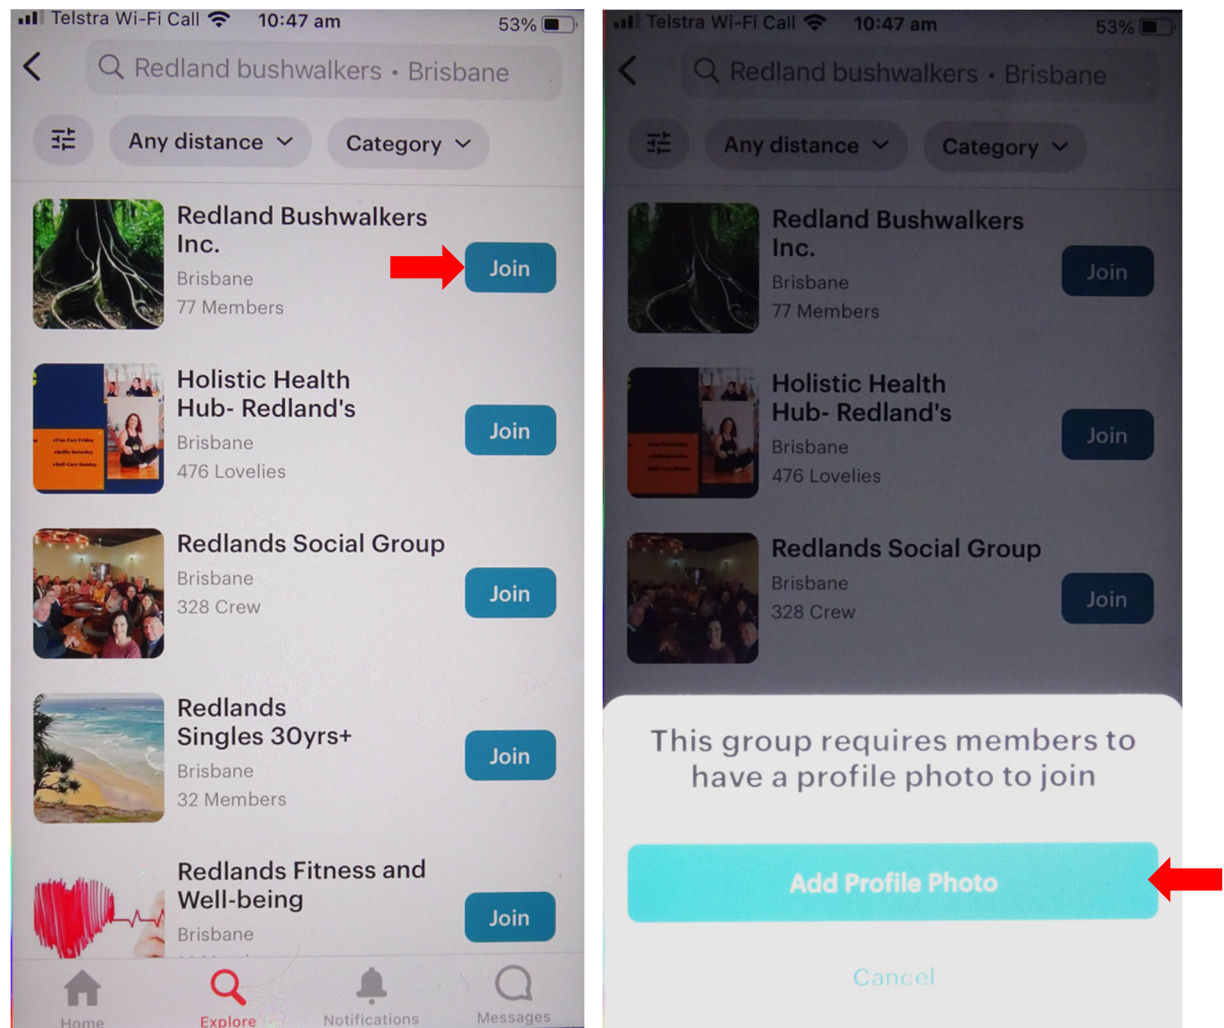 Telstra Wi-Fi Call 10:47 am 53%
Redland bushwalkers • Brisbane
Any distance Category
Redland Bushwalkers
Inc.
Brisbane
77 Members
Join
Holistic Health
Hub- Redland's
Brisbane
476 Lovelies
Join
Redlands Social Group
Brisbane
328 Crew
Join
Redlands
Singles 30yrs+
Brisbane
32 Members
Join
Redlands Fitness and
Well-being
Brisbane
Join
Home Explore Notifications Messages
Telstra Wi-Fi Call 10:47 am 53%
Redland bushwalkers • Brisbane
Any distance Category
Redland Bushwalkers
Inc.
Brisbane
77 Members
Join
Holistic Health
Hub- Redland's
Brisbane
476 Lovelies
Join
Redlands Social Group
Brisbane
328 Crew
Join
This group requires members to
have a profile photo to join
Add Profile Photo
Cancel